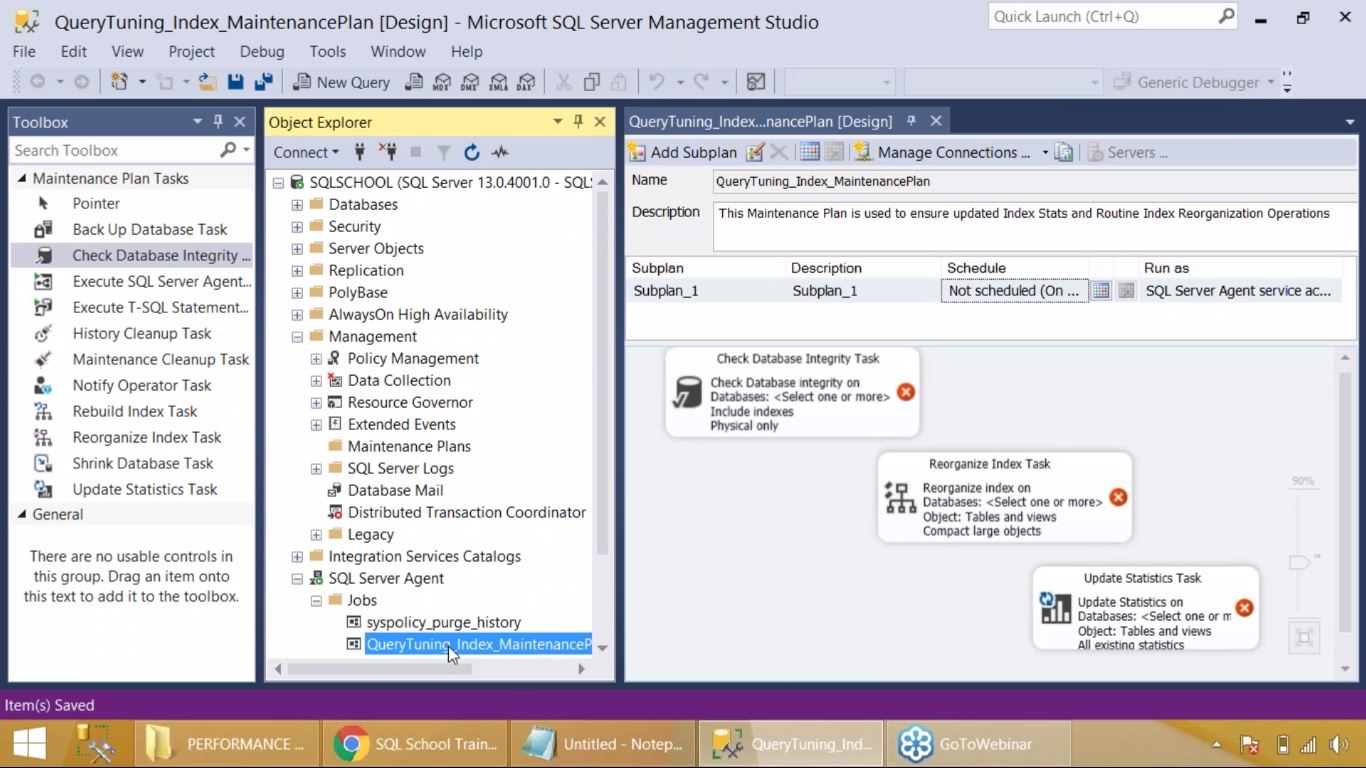 QueryTuning_Index_MaintenancePlan [Design] - Microsoft SQL Server Management Studio
Quick Launch (Ctrl+Q)
File Edit View Project Debug Tools Window Help
New Query MDX DMX XMLA DAX Generic Debugger
Toolbox
Search Toolbox
Maintenance Plan Tasks
Pointer
Back Up Database Task
Check Database Integrity ...
Execute SQL Server Agent...
Execute T-SQL Statement...
History Cleanup Task
Maintenance Cleanup Task
Notify Operator Task
Rebuild Index Task
Reorganize Index Task
Shrink Database Task
Update Statistics Task
General
There are no usable controls in
this group. Drag an item onto
this text to add it to the toolbox.
Object Explorer
Connect
SQLSCHOOL (SQL Server 13.0.4001.0 - SQLS
Databases
Security
Server Objects
Replication
PolyBase
AlwaysOn High Availability
Management
Policy Management
Data Collection
Resource Governor
Extended Events
Maintenance Plans
SQL Server Logs
Database Mail
Distributed Transaction Coordinator
Legacy
Integration Services Catalogs
SQL Server Agent
Jobs
syspolicy_purge_history
QueryTuning_Index_MaintenanceP
QueryTuning_Index...nancePlan [Design]
Add Subplan Manage Connections ... Servers ...
Name QueryTuning_Index_MaintenancePlan
Description This Maintenance Plan is used to ensure updated Index Stats and Routine Index Reorganization Operations
Subplan Description Schedule Run as
Subplan_1 Subplan_1 Not scheduled (On ... SQL Server Agent service ac...
Check Database Integrity Task
Check Database integrity on
Databases: <Select one or more>
Include indexes
Physical only
Reorganize Index Task
Reorganize index on
Databases: <Select one or more>
Object: Tables and views
Compact large objects
Update Statistics Task
Update Statistics on
Databases: <Select one or m
Object: Tables and views
All existing statistics
90%
Item(s) Saved
PERFORMANCE ... SQL School Train... Untitled - Notep... QueryTuning_Ind... GoToWebinar